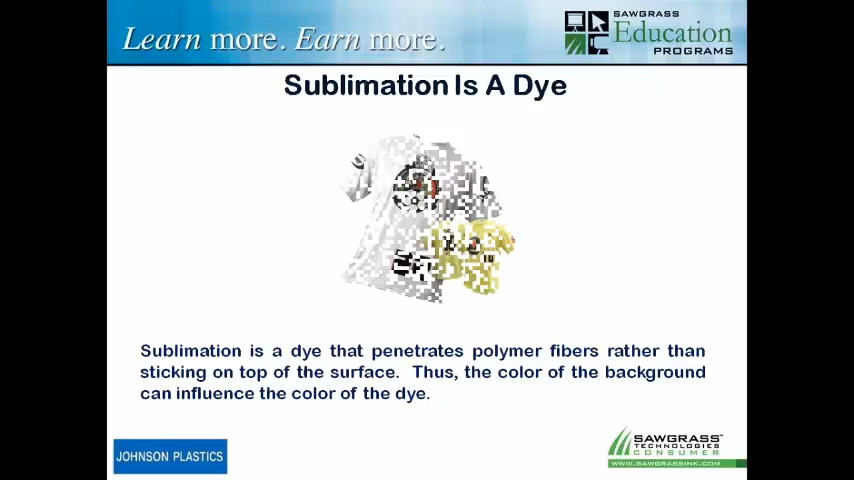 Learn more. Earn more.
SAWGRASS
Education
PROGRAMS
Sublimation Is A Dye
Sublimation is a dye that penetrates polymer fibers rather than
sticking on top of the surface. Thus, the color of the background
can influence the color of the dye.
JOHNSON PLASTICS
SAWGRASS
TECHNOLOGIES
CONSUMER
WWW.SAWGRASSINK.COM